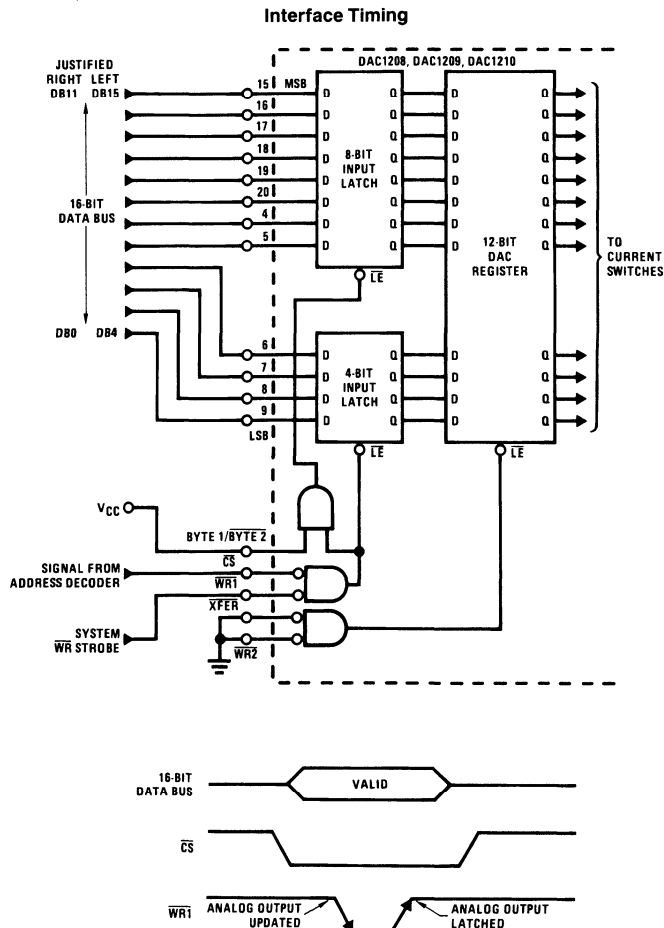 Interface Timing
DAC1208, DAC1209, DAC1210
JUSTIFIED
RIGHT LEFT
DB11 DB15
15 MSB D Q D Q
16 D Q D Q
17 D Q D Q
18 D Q D Q
19 D Q D Q
20 D Q D Q
4 D Q D Q
5 D Q D Q
8-BIT
INPUT
LATCH
16-BIT
DATA BUS
12-BIT
DAC
REGISTER
TO
CURRENT
SWITCHES
LE
DB0 DB4
6 D Q D Q
7 D Q D Q
8 D Q D Q
9 D Q D Q
4-BIT
INPUT
LATCH
LSB
LE
LE
VCC
BYTE 1/BYTE 2
CS
SIGNAL FROM
ADDRESS DECODER
WR1
XFER
SYSTEM
WR STROBE
WR2
16-BIT
DATA BUS
VALID
CS
WR1
ANALOG OUTPUT
UPDATED
ANALOG OUTPUT
LATCHED